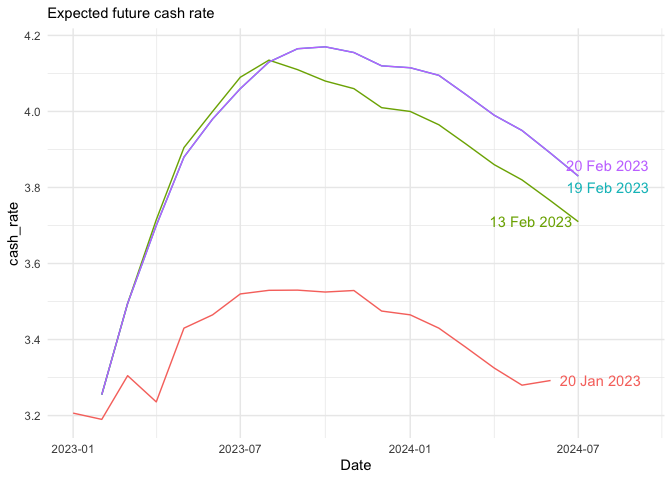 Expected future cash rate
4.2
4.0
3.8
3.6
3.4
3.2
cash_rate
20 Feb 2023
19 Feb 2023
13 Feb 2023
20 Jan 2023
2023-01
2023-07
2024-01
2024-07
Date